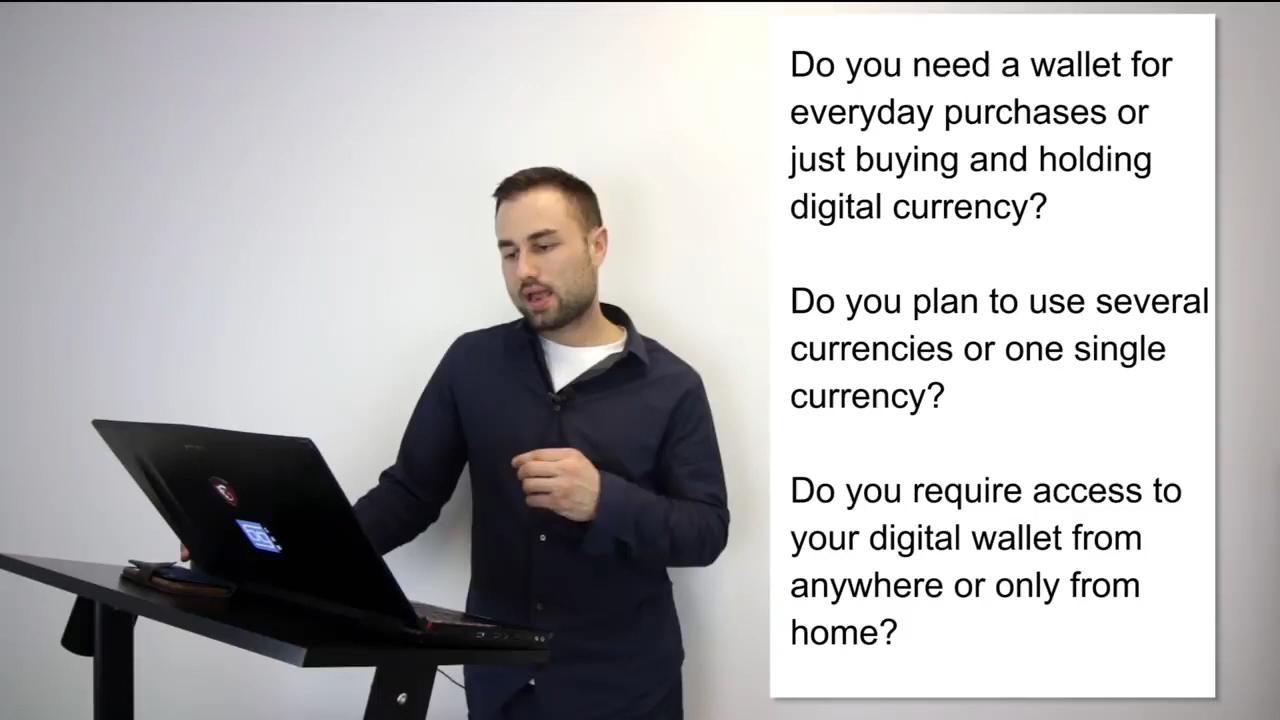 Do you need a wallet for
everyday purchases or
just buying and holding
digital currency?
Do you plan to use several
currencies or one single
currency?
Do you require access to
your digital wallet from
anywhere or only from
home?